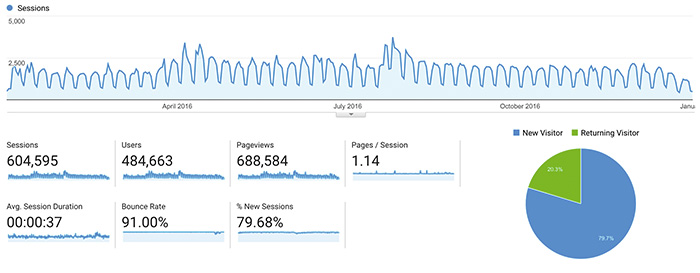 Sessions
5,000
2,500
April 2016
July 2016
October 2016
Janu
Sessions
604,595
Users
484,663
Pageviews
688,584
Pages / Session
1.14
Avg. Session Duration
00:00:37
Bounce Rate
91.00%
% New Sessions
79.68%
New Visitor
Returning Visitor
20.3%
79.7%